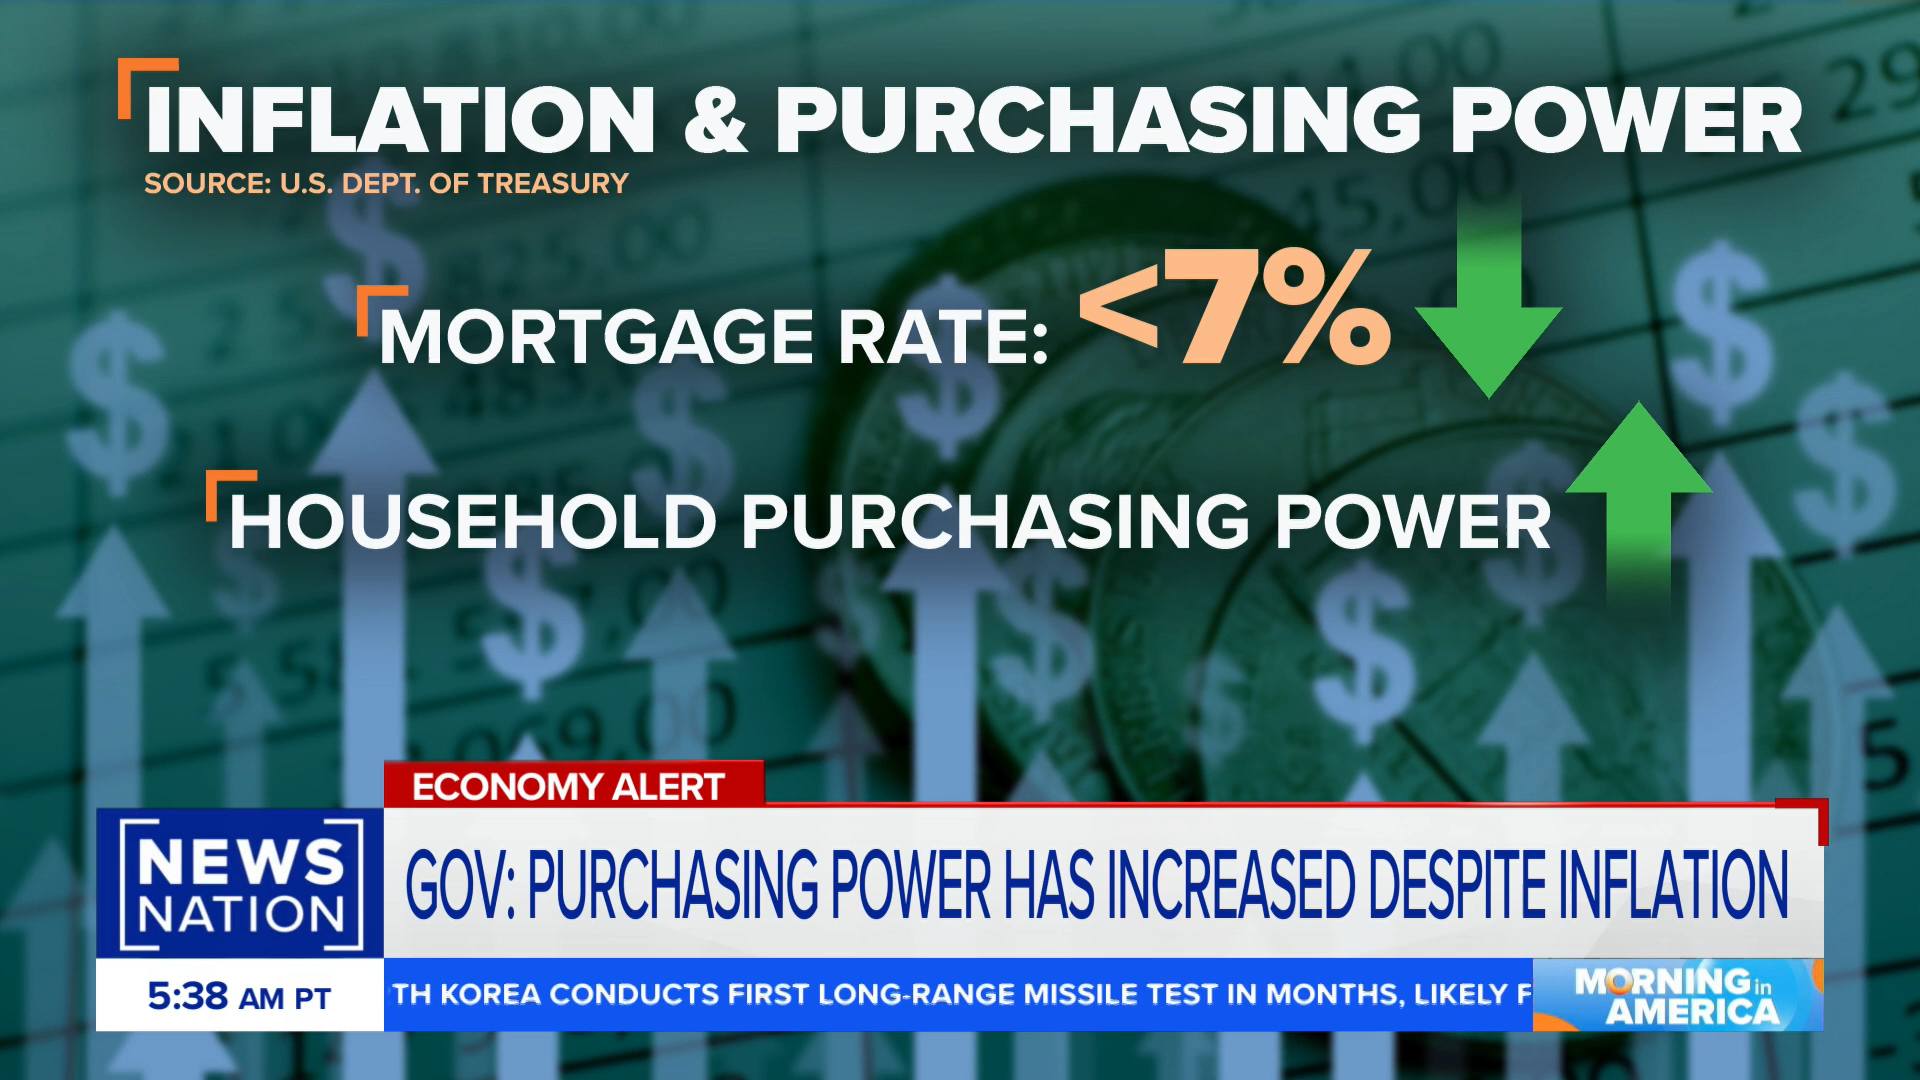 INFLATION & PURCHASING POWER
SOURCE: U.S. DEPT. OF TREASURY
MORTGAGE RATE: <7%
HOUSEHOLD PURCHASING POWER
ECONOMY ALERT
NEWS
NATION
GOV: PURCHASING POWER HAS INCREASED DESPITE INFLATION
5:38 AM PT
TH KOREA CONDUCTS FIRST LONG-RANGE MISSILE TEST IN MONTHS, LIKELY F
MORNING in
AMERICA